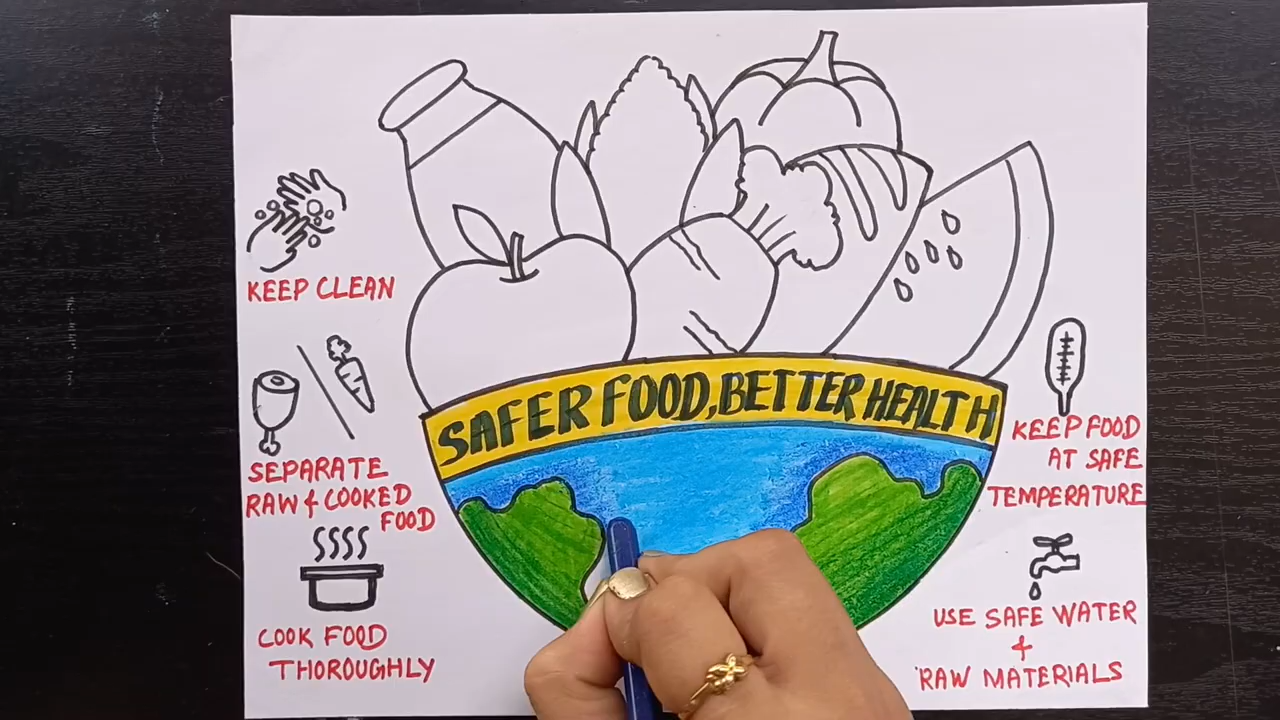 SAFER FOOD, BETTER HEALTH
KEEP CLEAN
SEPARATE
RAW & COOKED
FOOD
COOK FOOD
THOROUGHLY
KEEP FOOD
AT SAFE
TEMPERATURE
USE SAFE WATER
&
RAW MATERIALS